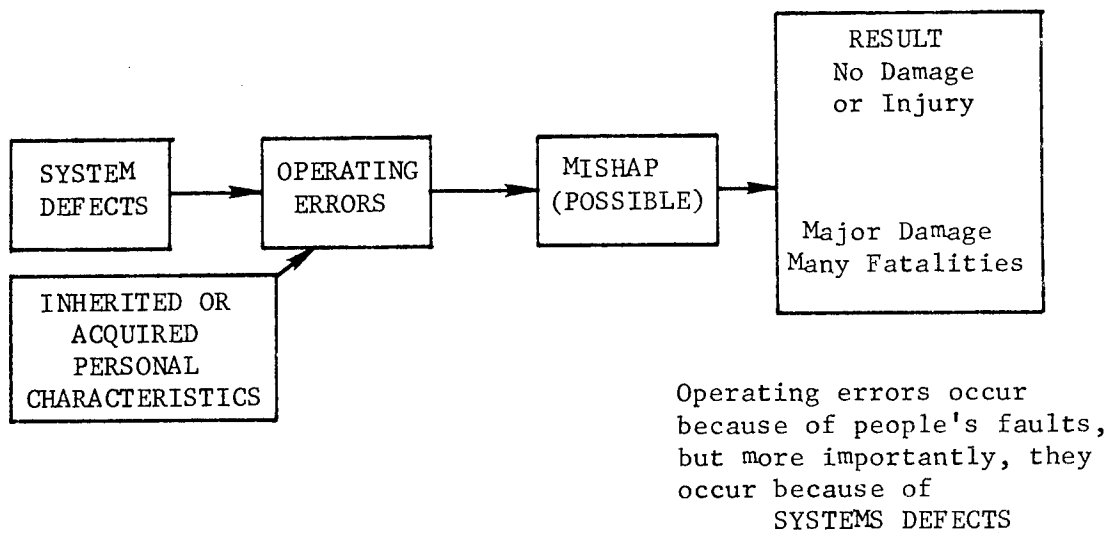 SYSTEM
DEFECTS
INHERITED OR
ACQUIRED
PERSONAL
CHARACTERISTICS
OPERATING
ERRORS
MISHAP
(POSSIBLE)
RESULT
No Damage
or Injury
Major Damage
Many Fatalities
Operating errors occur
because of people's faults,
but more importantly, they
occur because of
SYSTEMS DEFECTS